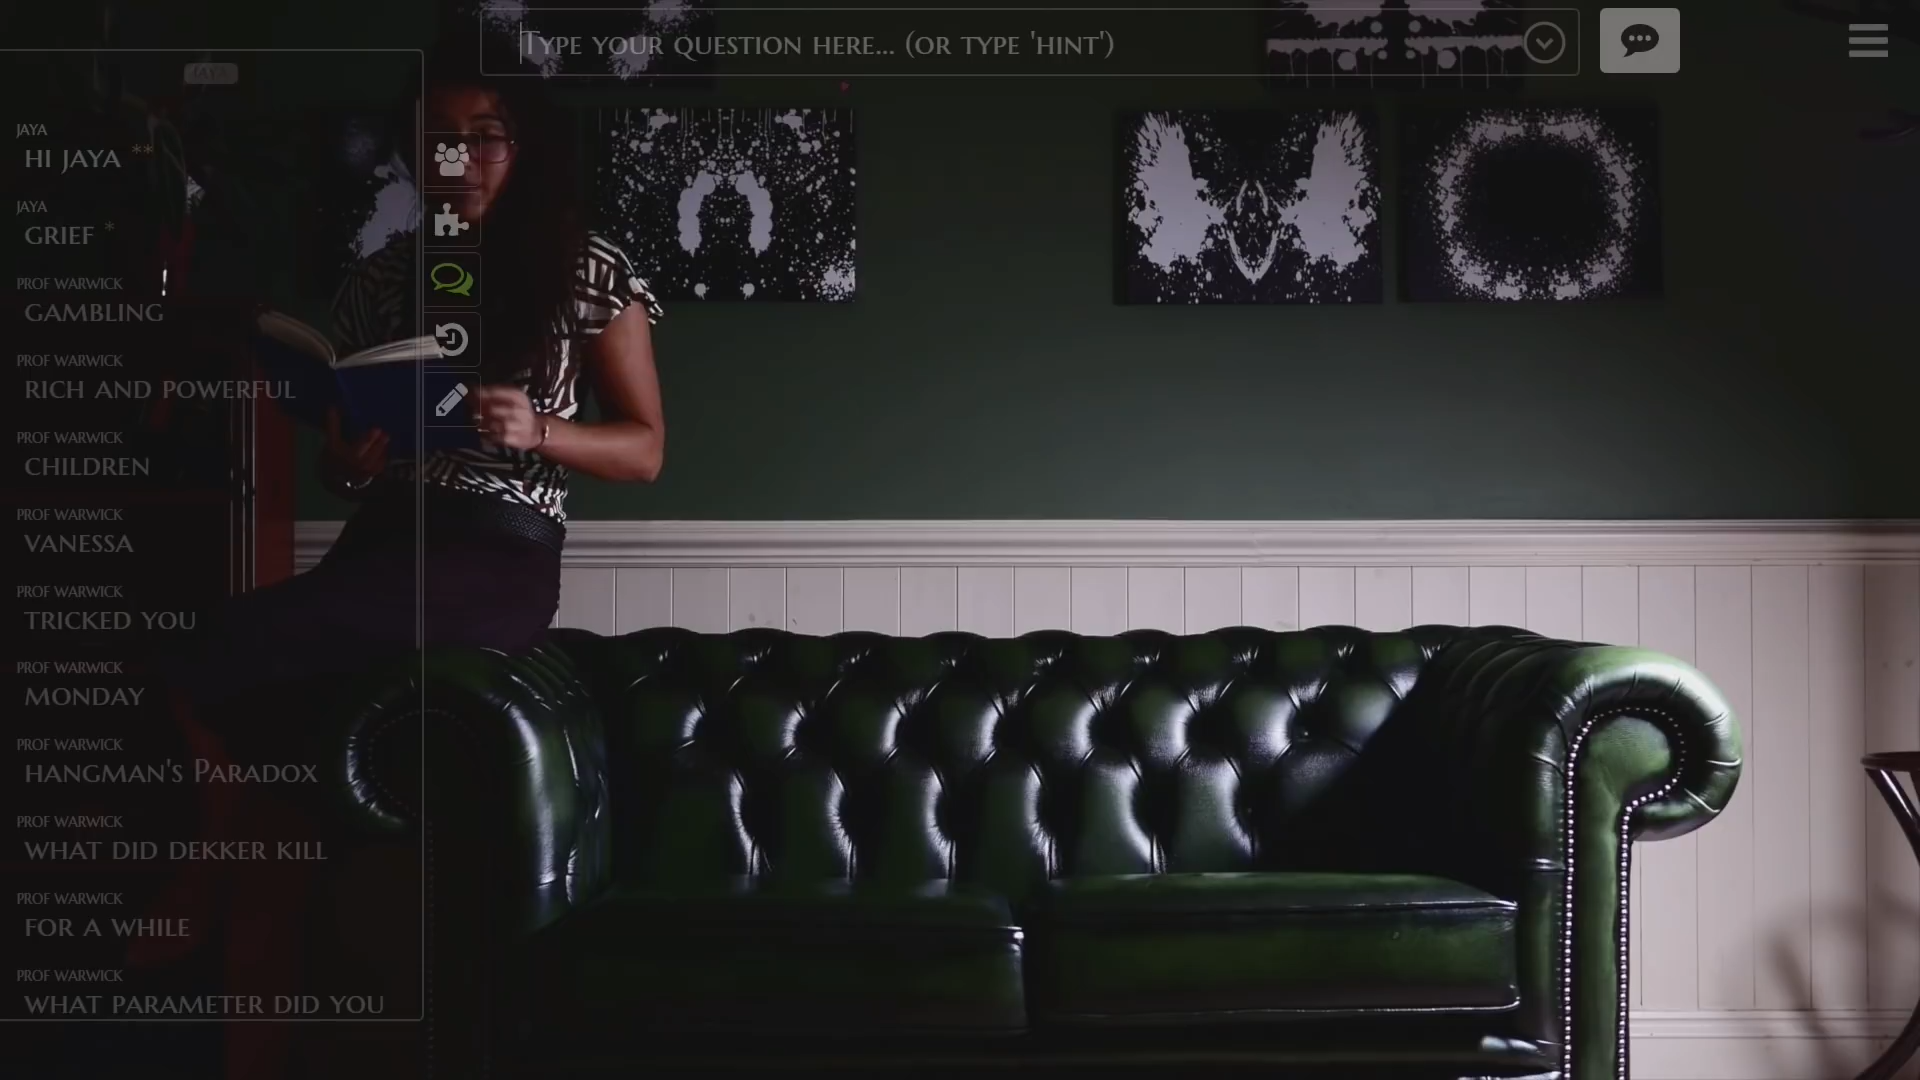 Type your question here... (or type 'hint')
JAYA
JAYA
HI JAYA **
JAYA
GRIEF *
PROF WARWICK
GAMBLING
PROF WARWICK
RICH AND POWERFUL
PROF WARWICK
CHILDREN
PROF WARWICK
VANESSA
PROF WARWICK
TRICKED YOU
PROF WARWICK
MONDAY
PROF WARWICK
HANGMAN'S PARADOX
PROF WARWICK
WHAT DID DEKKER KILL
PROF WARWICK
FOR A WHILE
PROF WARWICK
WHAT PARAMETER DID YOU